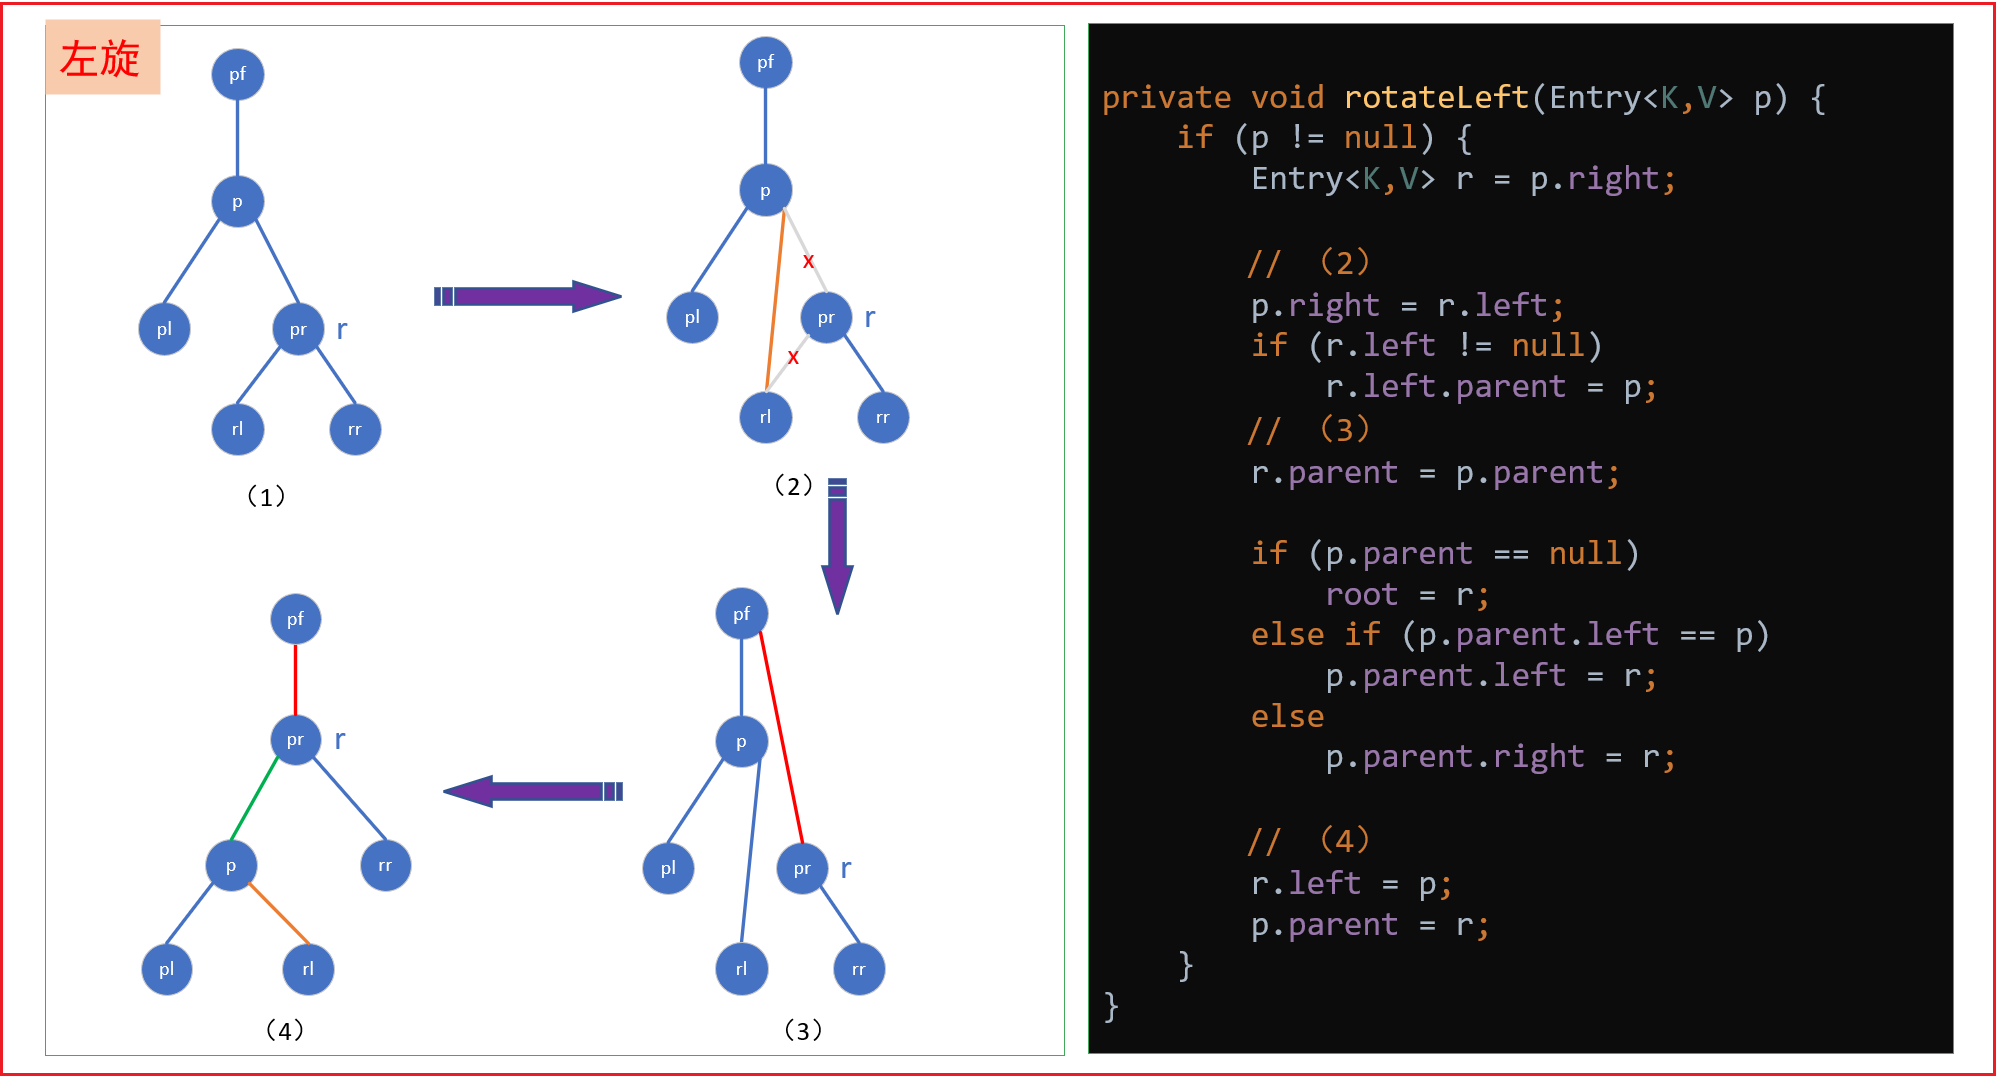 左旋
pf
p
pl
pr r
rl
rr
（1）
pf
p
x
pl
pr r
x
rl
rr
（2）
pf
p
pl
pr r
rl
rr
（3）
pf
pr r
p
rr
pl
rl
（4）
private void rotateLeft(Entry<K,V> p) {
if (p != null) {
Entry<K,V> r = p.right;
// （2）
p.right = r.left;
if (r.left != null)
r.left.parent = p;
// （3）
r.parent = p.parent;
if (p.parent == null)
root = r;
else if (p.parent.left == p)
p.parent.left = r;
else
p.parent.right = r;
// （4）
r.left = p;
p.parent = r;
}
}